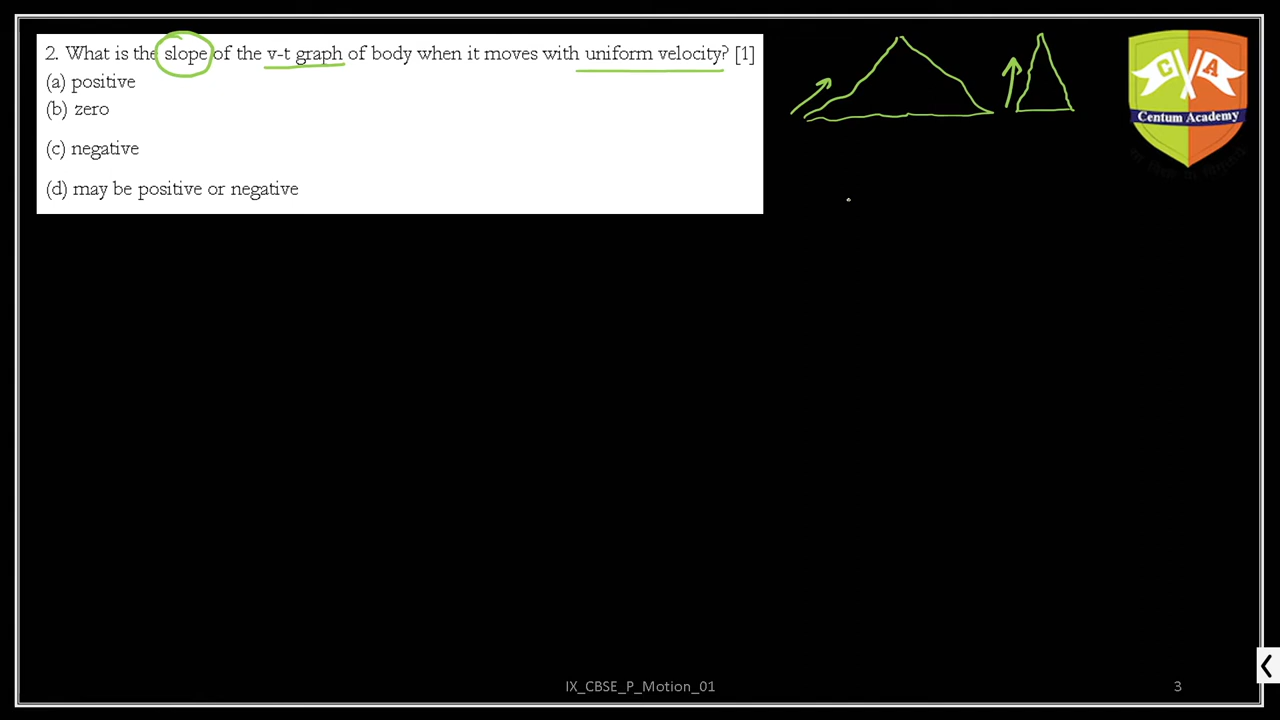 2. What is the slope of the v-t graph of body when it moves with uniform velocity? [1]
(a) positive
(b) zero
(c) negative
(d) may be positive or negative
C A
Centum Academy
IX_CBSE_P_Motion_01
3